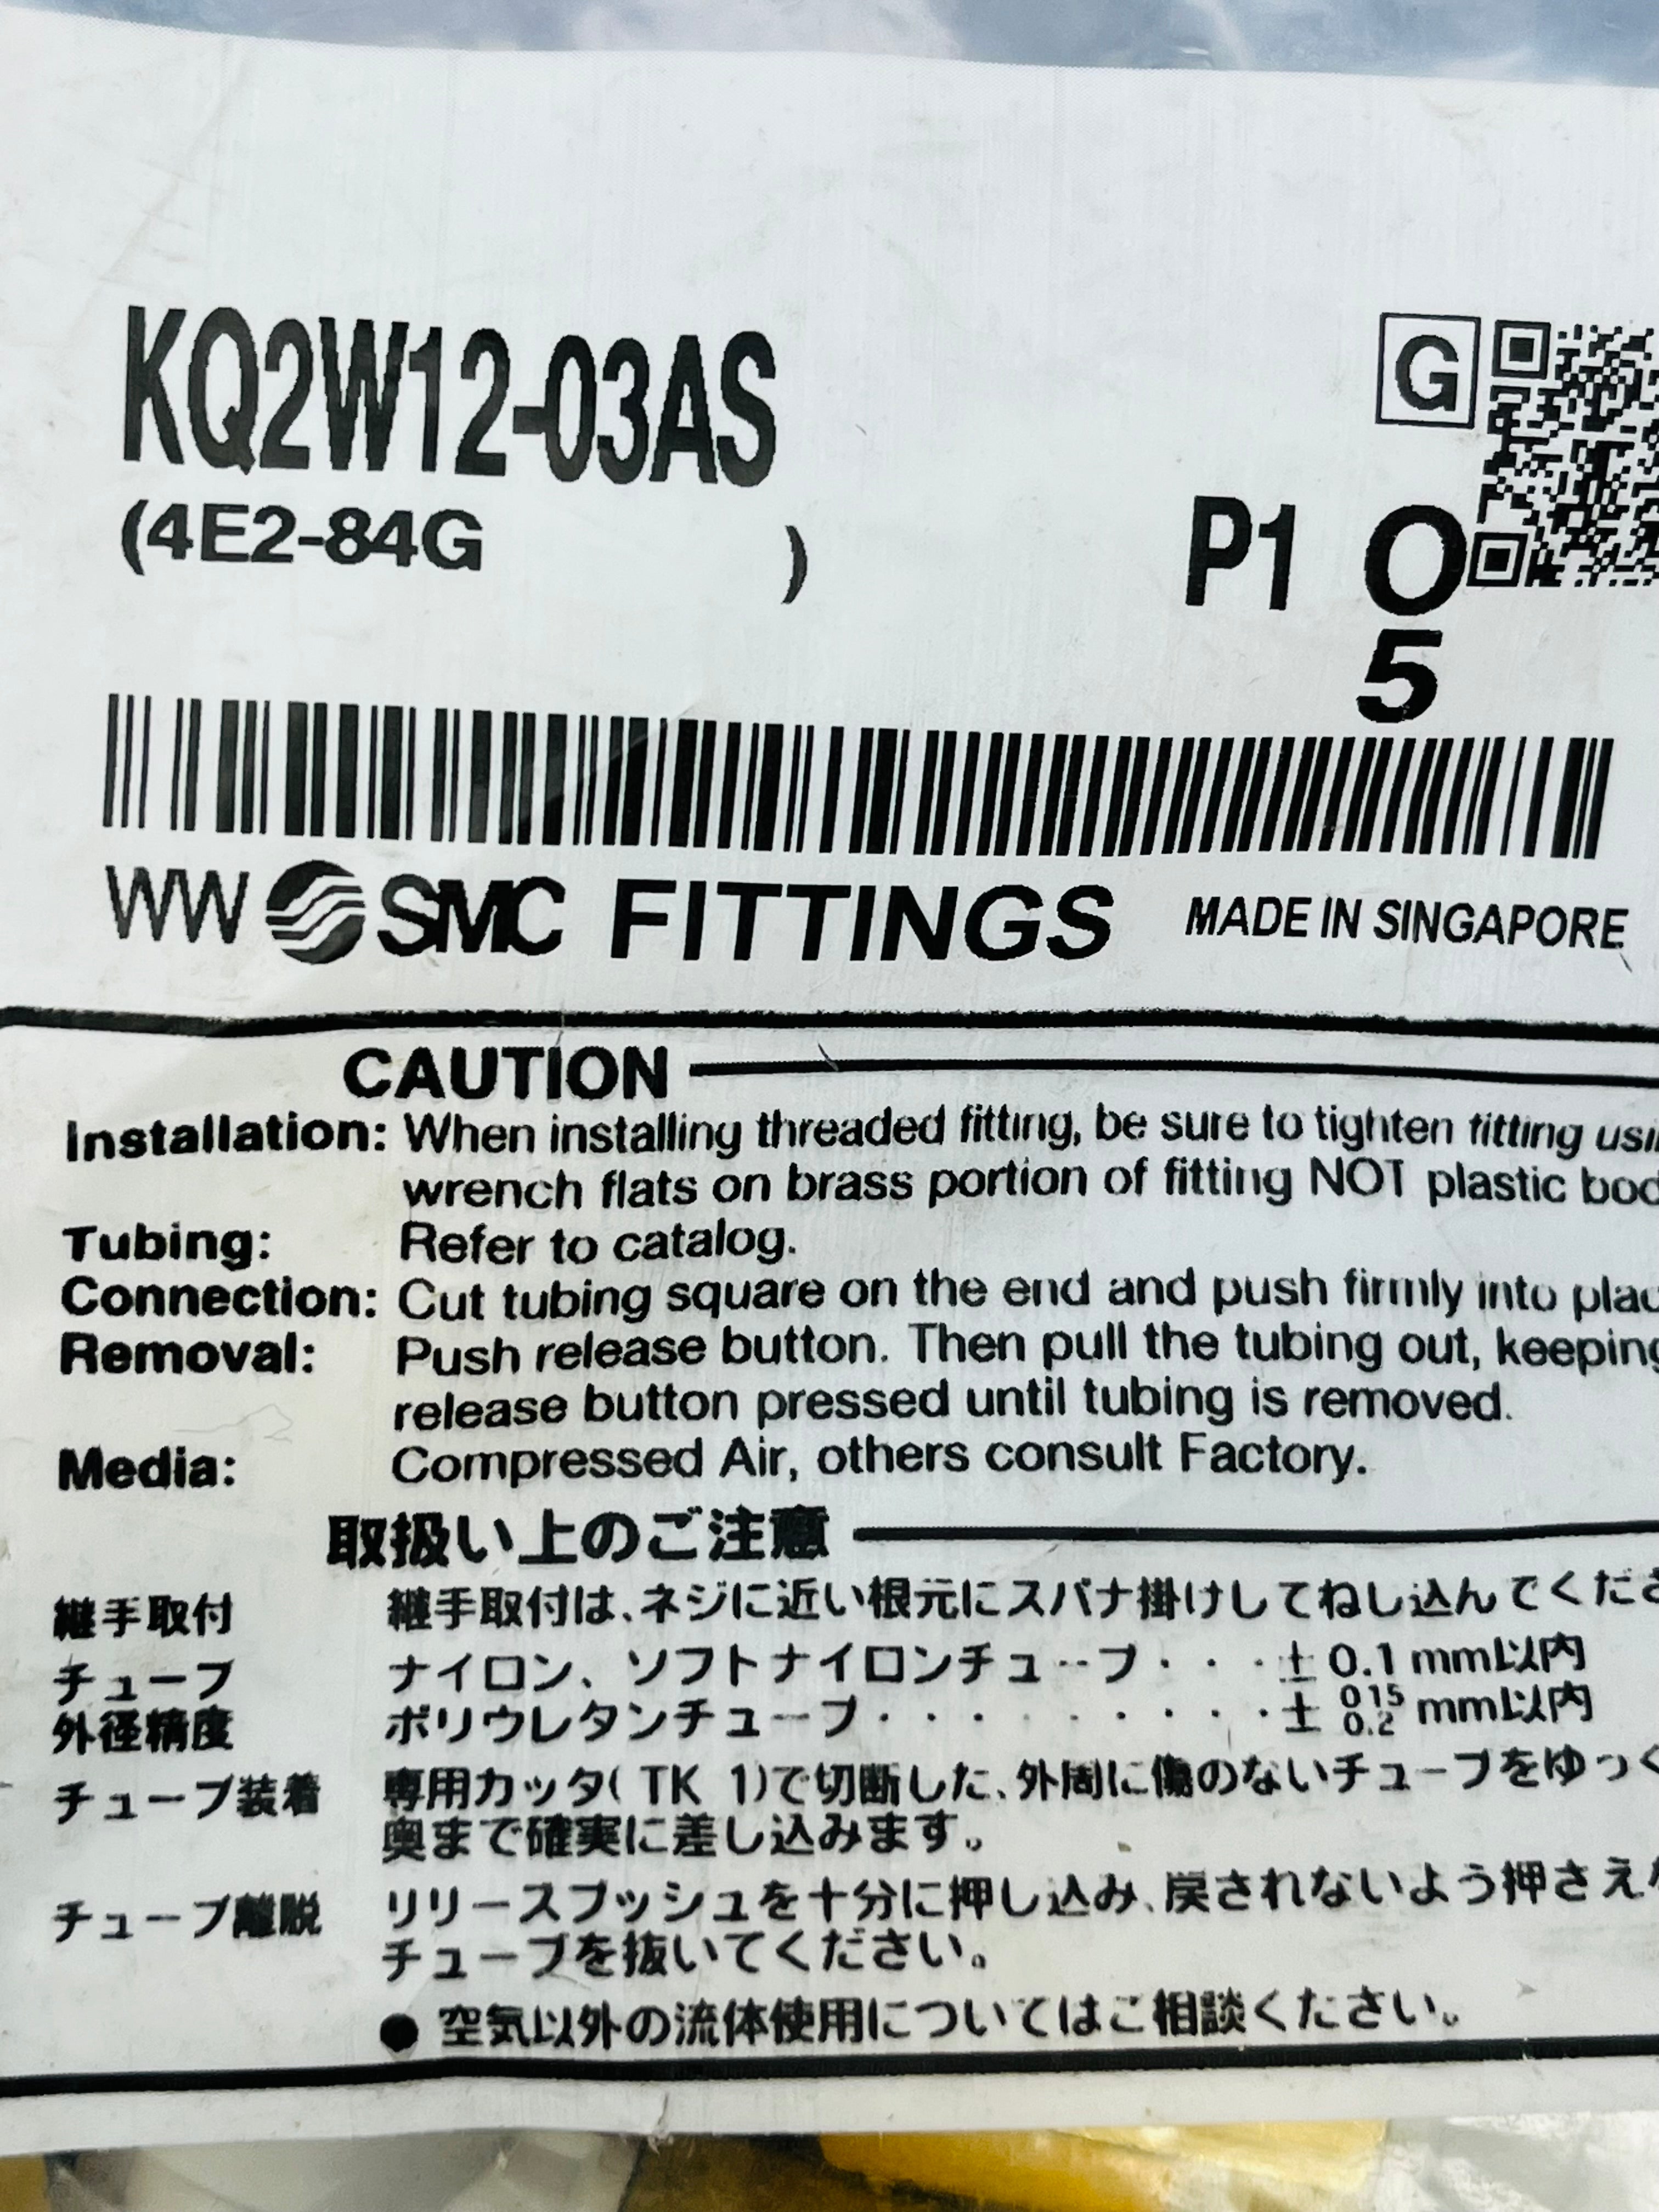 KQ2W12-03AS
G
(4E2-84G )
P1 O
5
WW SMC FITTINGS MADE IN SINGAPORE
CAUTION
Installation: When installing threaded fitting, be sure to tighten fitting
wrench flats on brass portion of fitting NOT plastic
Tubing: Refer to catalog.
Connection: Cut tubing square on the end and push firmly into
Removal: Push release button. Then pull the tubing out, keeping
release button pressed until tubing is removed.
Media: Compressed Air, others consult Factory.
取扱い上のご注意
継手取付 継手取付は、ネジに近い根元にスパナ掛けしてねじ込んでくださ
チューブ ナイロン、ソフトナイロンチューブ・・・± 0.1 mm以内
外径精度 ポリウレタンチューブ・・・・・・・・・・± 0.15 0.2 mm以内
チューブ装着 専用カッタ( TK 1)で切断した、外周に傷のないチューブをゆっく
奥まで確実に差し込みます。
チューブ離脱 リリースブッシュを十分に押し込み、戻されないよう押さえ
チューブを抜いてください。
● 空気以外の流体使用についてはご相談ください。